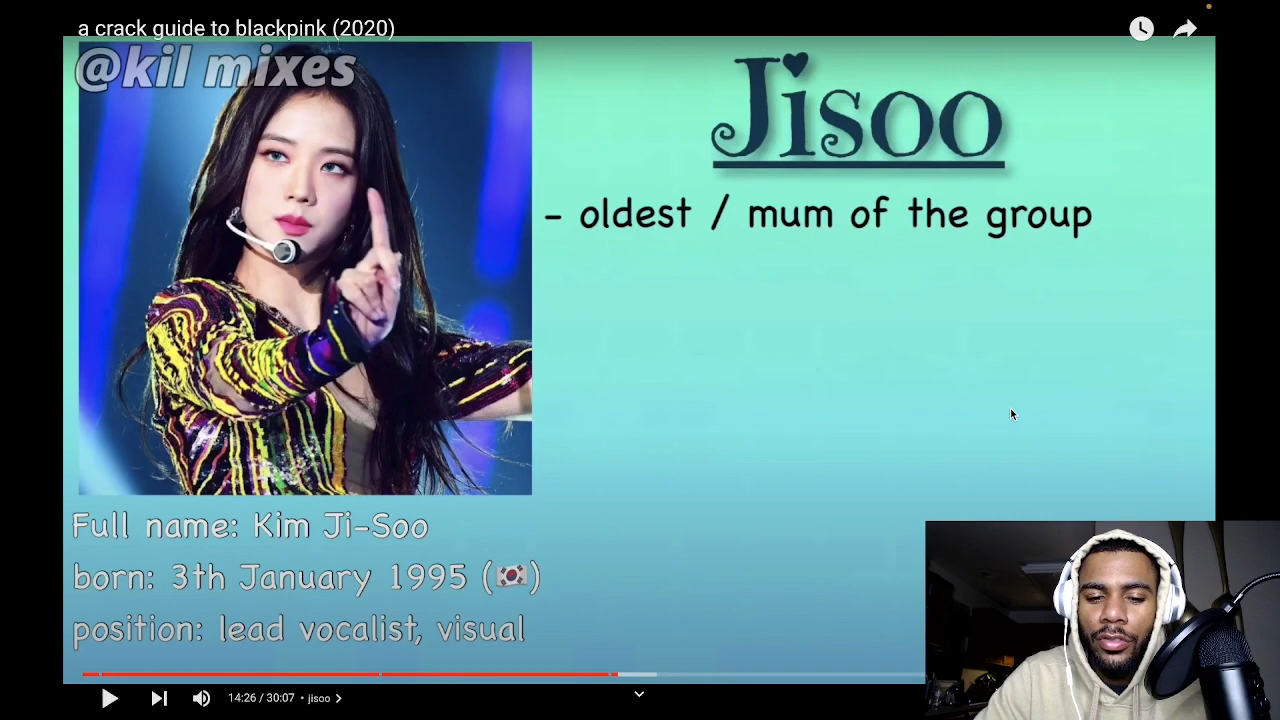 a crack guide to blackpink (2020)
@kil mixes
Jisoo
- oldest / mum of the group
Full name: Kim Ji-Soo
born: 3th January 1995 (🇰🇷)
position: lead vocalist, visual
14:26 / 30:07 • jisoo >